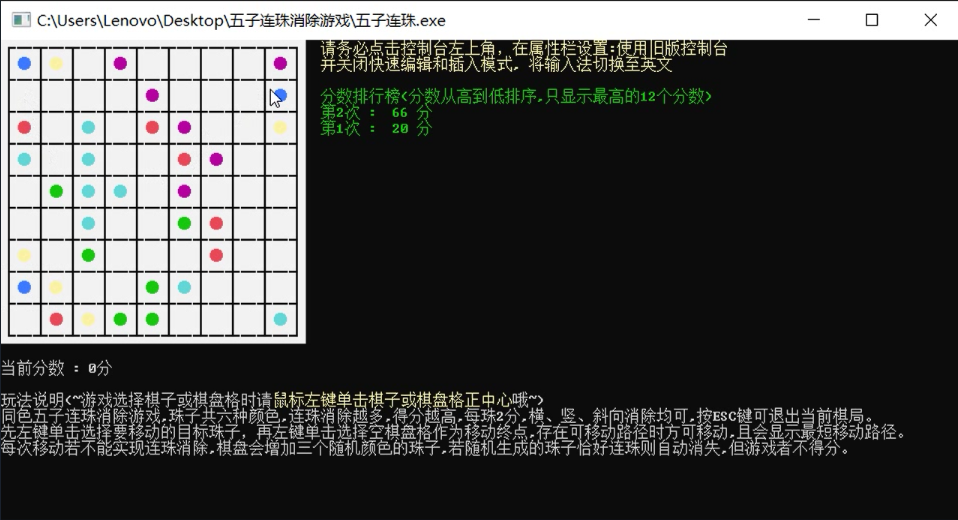 C:\Users\Lenovo\Desktop\五子连珠消除游戏\五子连珠.exe
请务必点击控制台左上角, 在属性栏设置:使用旧版控制台
并关闭快速编辑和插入模式, 将输入法切换至英文
分数排行榜(分数从高到低排序,只显示最高的12个分数)
第2次 : 66 分
第1次 : 20 分
当前分数 : 0分
玩法说明(~游戏选择棋子或棋盘格时请鼠标左键单击棋子或棋盘格正中心哦~)
同色五子连珠消除游戏,珠子共六种颜色,连珠消除越多,得分越高,每珠2分,横、竖、斜向消除均可,按ESC键可退出当前棋局。
先左键单击选择要移动的目标珠子, 再左键单击选择空棋盘格作为移动终点,存在可移动路径时方可移动,且会显示最短移动路径。
每次移动若不能实现连珠消除,棋盘会增加三个随机颜色的珠子,若随机生成的珠子恰好连珠则自动消失,但游戏者不得分。